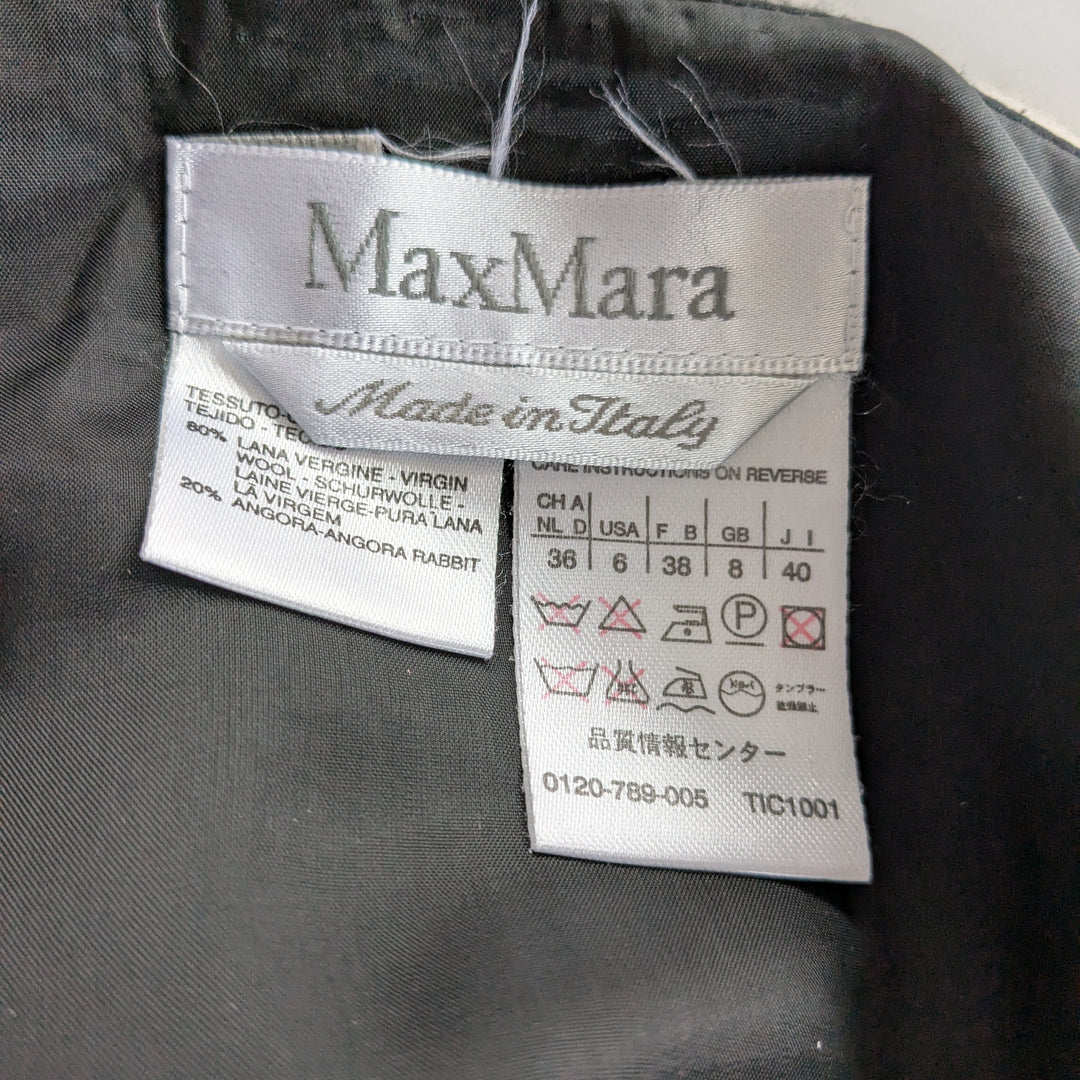 MaxMara
Made in Italy
TESSUTO-
TEJIDO -
80% LANA VERGINE - VIRGIN
WOOL - SCHURWOLLE -
LAINE VIERGE-PURA LANA
LÀ VIRGEM
20% ANGORA-ANGORA RABBIT
CARE INSTRUCTIONS ON REVERSE
CH A
NL D USA F B GB J I
36 6 38 8 40
P
タンブラー
乾燥禁止
品質情報センター
0120-789-005 TIC1001